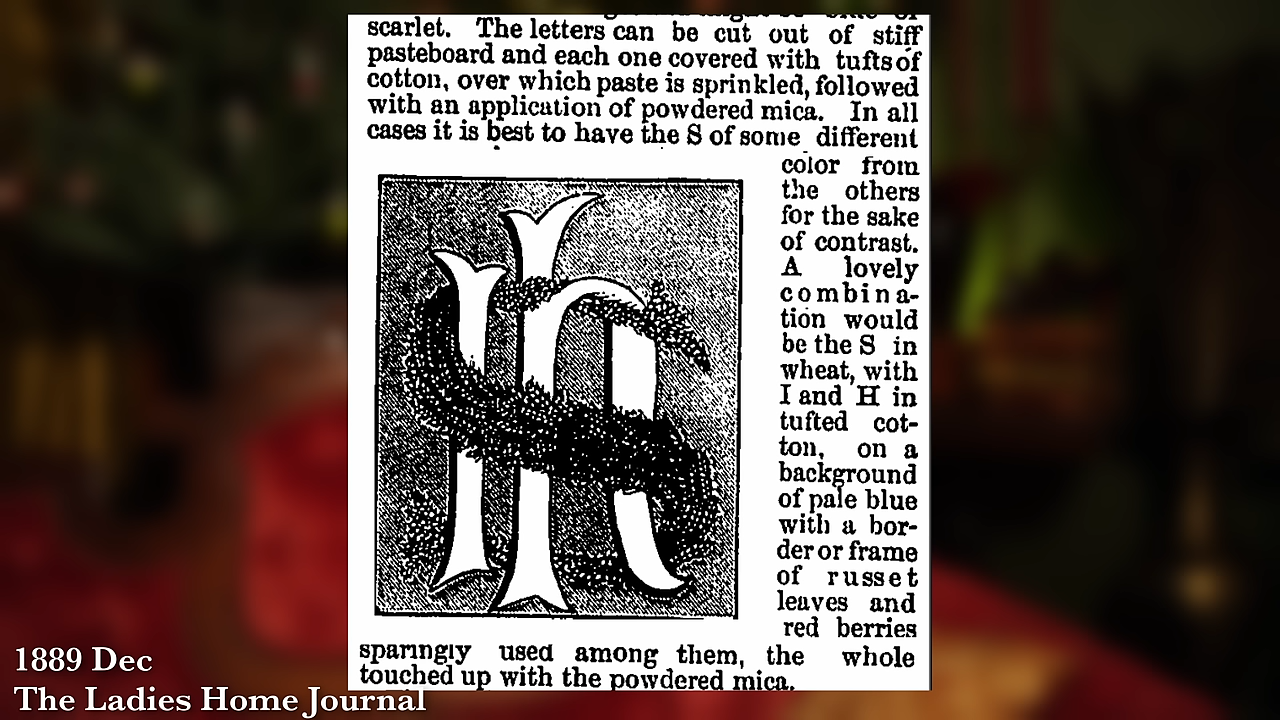 scarlet. The letters can be cut out of stiff
pasteboard and each one covered with tufts of
cotton, over which paste is sprinkled, followed
with an application of powdered mica. In all
cases it is best to have the S of some different
color from
the others
for the sake
of contrast.
A lovely
combina-
tion would
be the S in
wheat, with
I and H in
tufted cot-
ton, on a
background
of pale blue
with a bor-
der or frame
of russet
leaves and
red berries
sparingly used among them, the whole
touched up with the powdered mica.
IHS
1889 Dec
The Ladies Home Journal